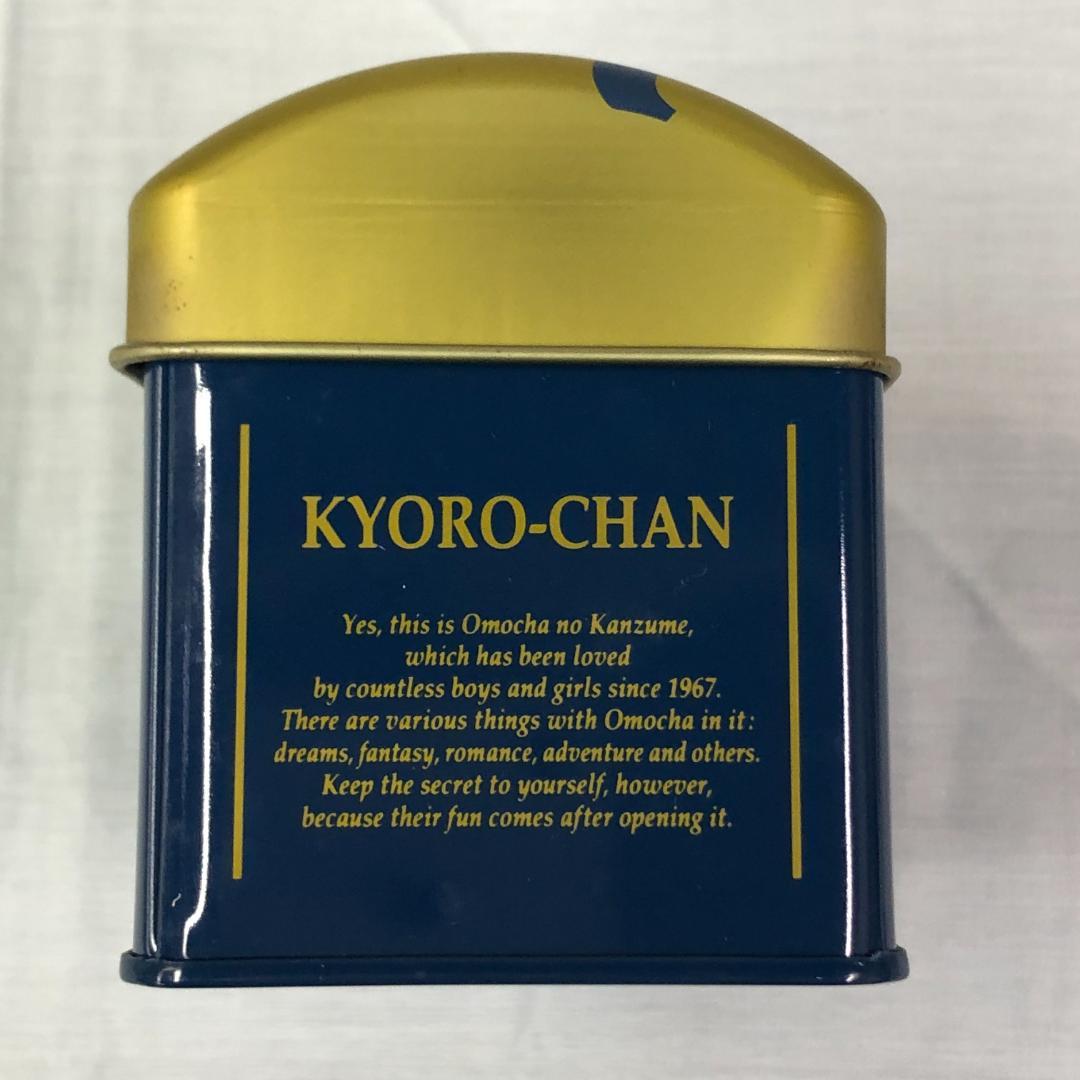 KYORO-CHAN
Yes, this is Omocha no Kanzume,
which has been loved
by countless boys and girls since 1967.
There are various things with Omocha in it:
dreams, fantasy, romance, adventure and others.
Keep the secret to yourself, however,
because their fun comes after opening it.